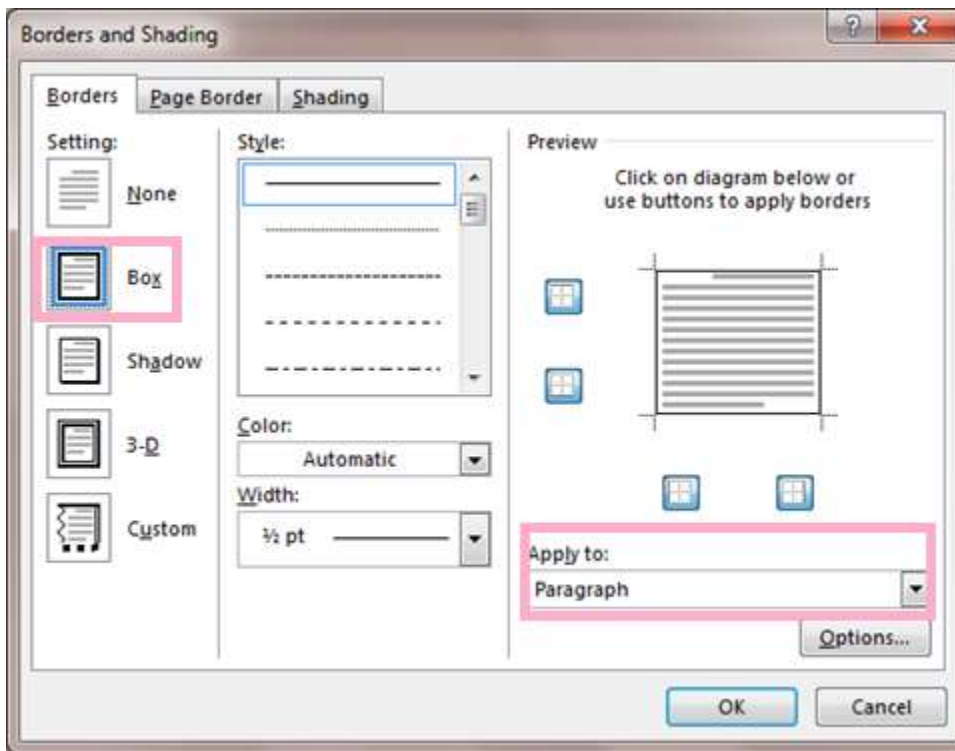 Borders and Shading
?
Borders
Page Border
Shading
Setting:
None
Box
Shadow
3-D
Custom
Style:
Color:
Automatic
Width:
½ pt
Preview
Click on diagram below or
use buttons to apply borders
Apply to:
Paragraph
Options...
OK
Cancel